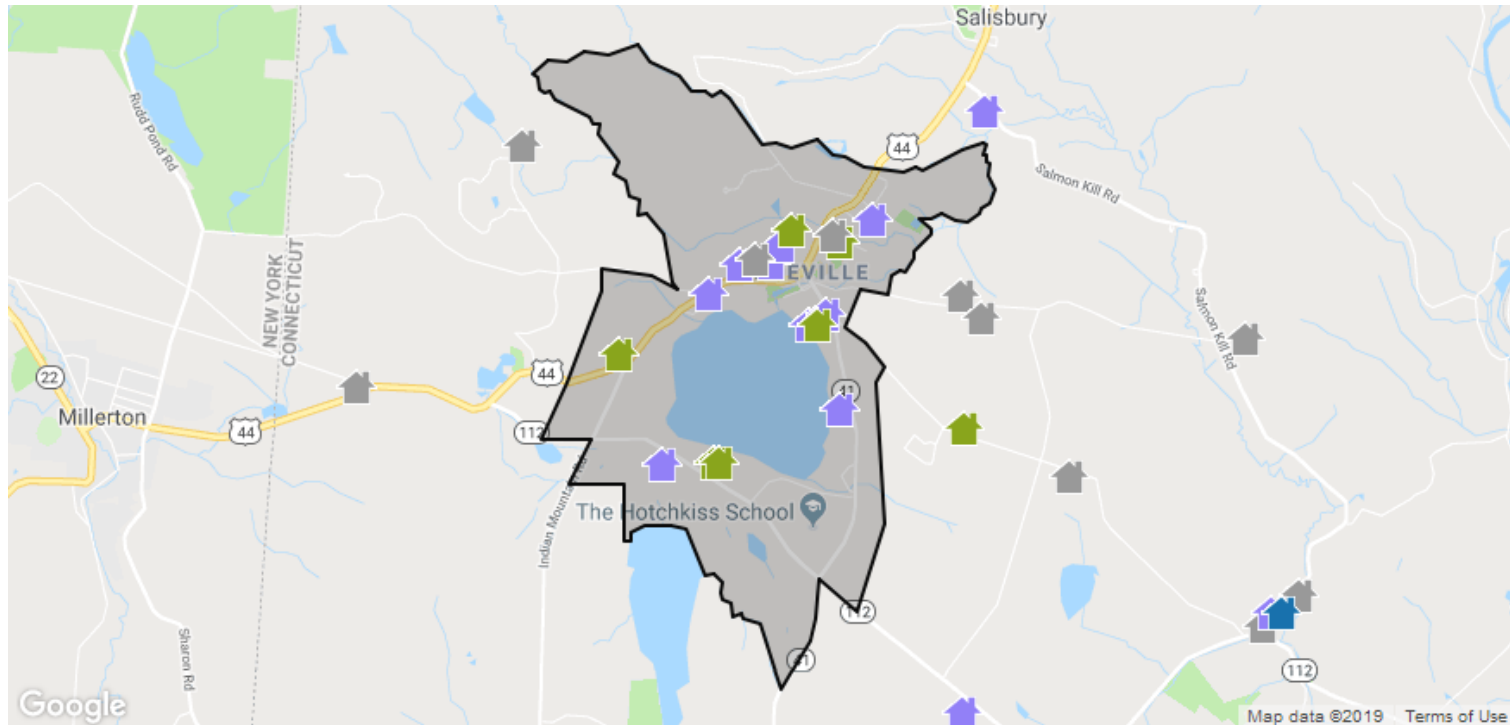 Salisbury
44
Rudd Pond Rd
Salmon Kill Rd
NEW YORK
CONNECTICUT
EVILLE
Salmon Kill Rd
22
44
41
Millerton
44
112
The Hotchkiss School
Indian Mountain Rd
112
Sharon Rd
41
112
Google
Map data ©2019 Terms of Use